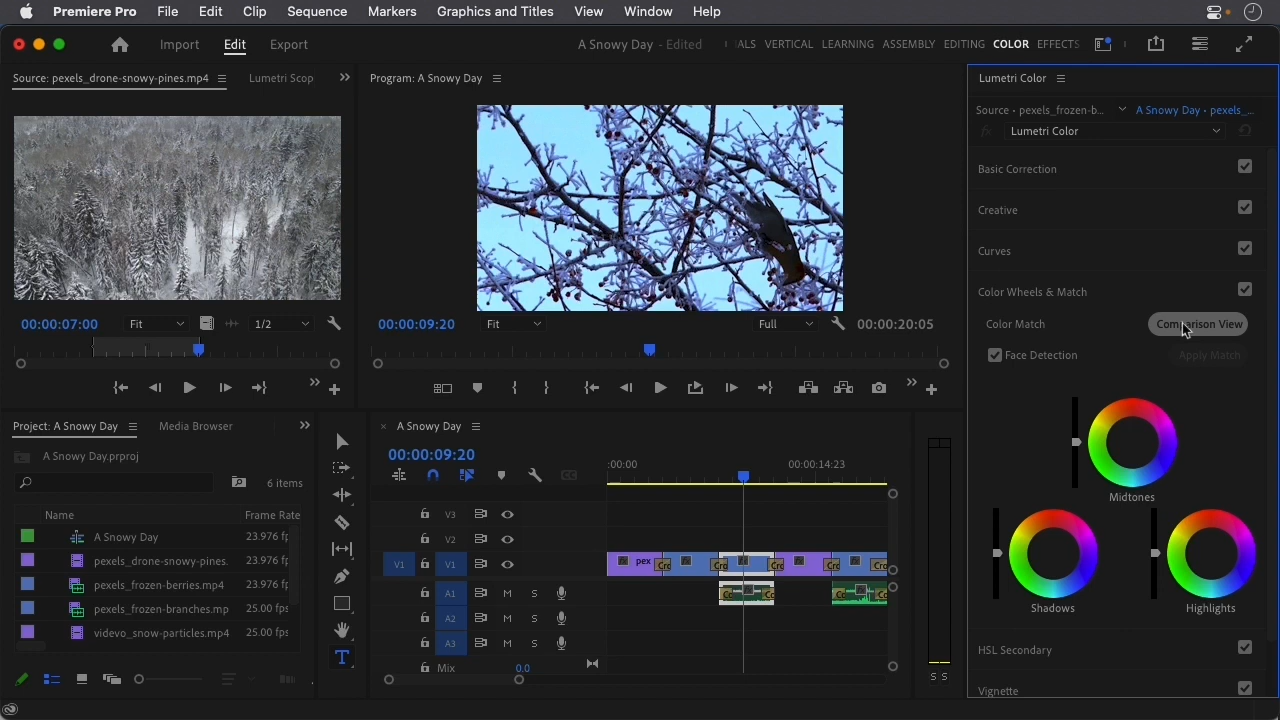 Premiere Pro File Edit Clip Sequence Markers Graphics and Titles View Window Help
Import Edit Export A Snowy Day - Edited ALS VERTICAL LEARNING ASSEMBLY EDITING COLOR EFFECTS
Source: pexels_drone-snowy-pines.mp4 Lumetri Scop
Program: A Snowy Day
Lumetri Color
Source • pexels_frozen-b... A Snowy Day • pexels_...
fx Lumetri Color
Basic Correction
Creative
Curves
Color Wheels & Match
Color Match Comparison View
Face Detection Apply Match
Midtones
Shadows Highlights
HSL Secondary
Vignette
00:00:07:00 Fit 1/2
00:00:09:20 Fit Full 00:00:20:05
Project: A Snowy Day Media Browser
A Snowy Day.prproj
6 items
Name Frame Rate
A Snowy Day 23.976 fp
pexels_drone-snowy-pines. 23.976 fp
pexels_frozen-berries.mp4 23.976 fp
pexels_frozen-branches.mp 25.00 fps
videvo_snow-particles.mp4 25.00 fps
× A Snowy Day
00:00:09:20
:00:00 00:00:14:23
V3
V2
V1 V1 pex Cro Cro Cro Cro Cro
A1 M S
A2 M S
A3 M S
Mix 0.0
S S